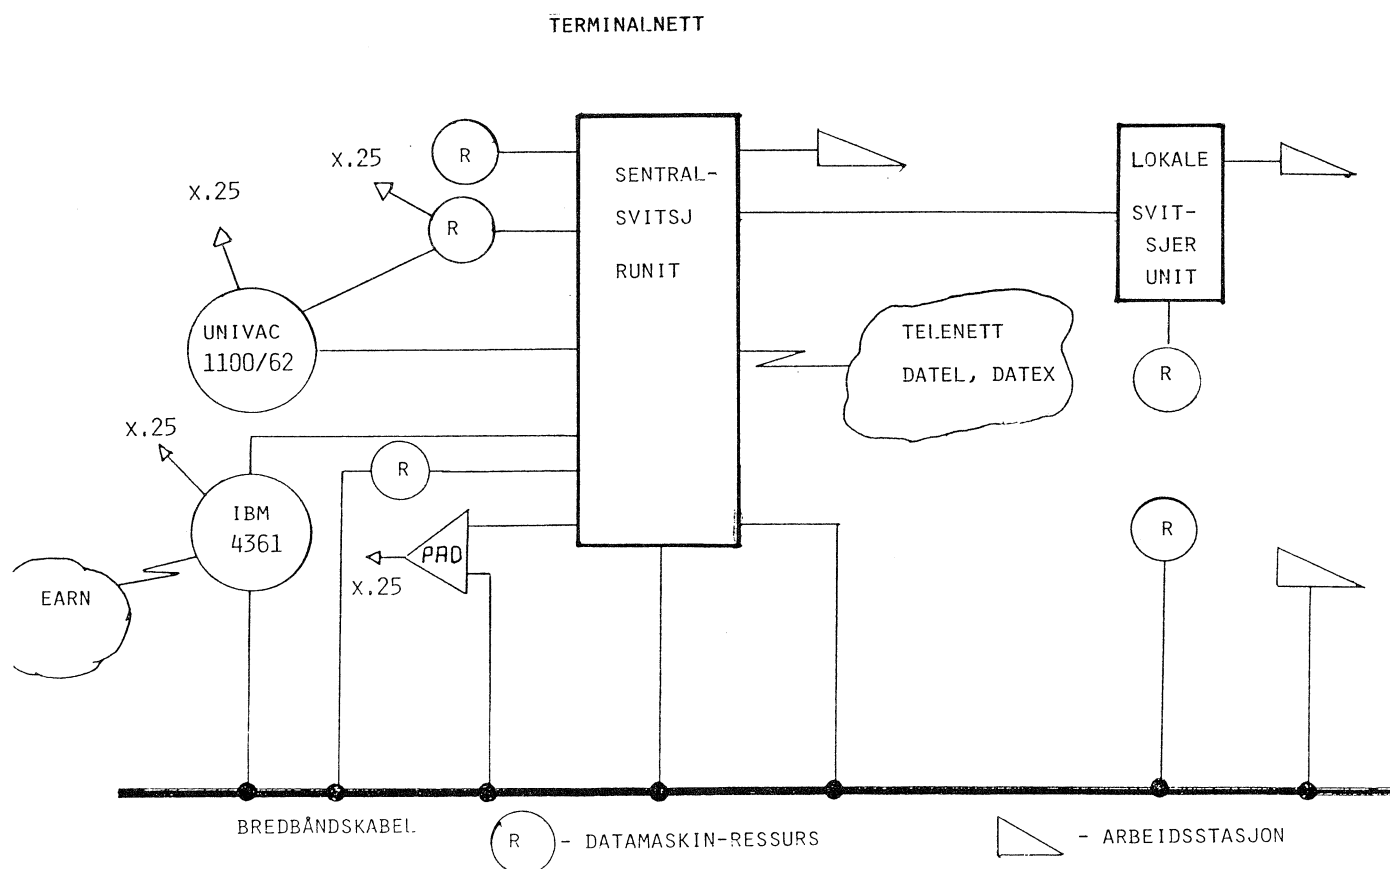 TERMINALNETT
R
X.25
X.25
R
SENTRAL-
SVITSJ
RUNIT
LOKALE
SVIT-
SJER
UNIT
UNIVAC
1100/62
TELENETT
DATEL, DATEX
R
X.25
R
IBM
4361
PAD
X.25
R
EARN
BREDBÅNDSKABEL
R - DATAMASKIN-RESSURS
- ARBEIDSSTASJON